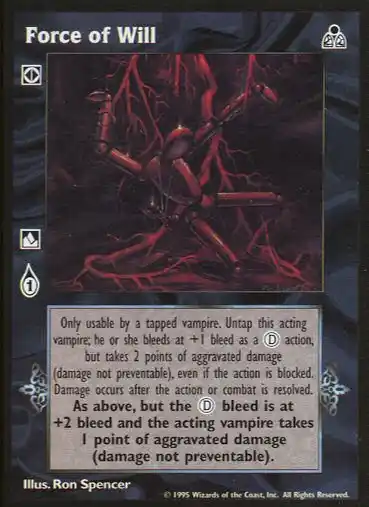 Force of Will
1
Only usable by a tapped vampire. Untap this acting
vampire; he or she bleeds at +1 bleed as a D action,
but takes 2 points of aggravated damage
(damage not preventable), even if the action is blocked.
Damage occurs after the action or combat is resolved.
As above, but the D bleed is at
+2 bleed and the acting vampire takes
1 point of aggravated damage
(damage not preventable).
Illus. Ron Spencer
© 1995 Wizards of the Coast, Inc. All Rights Reserved.